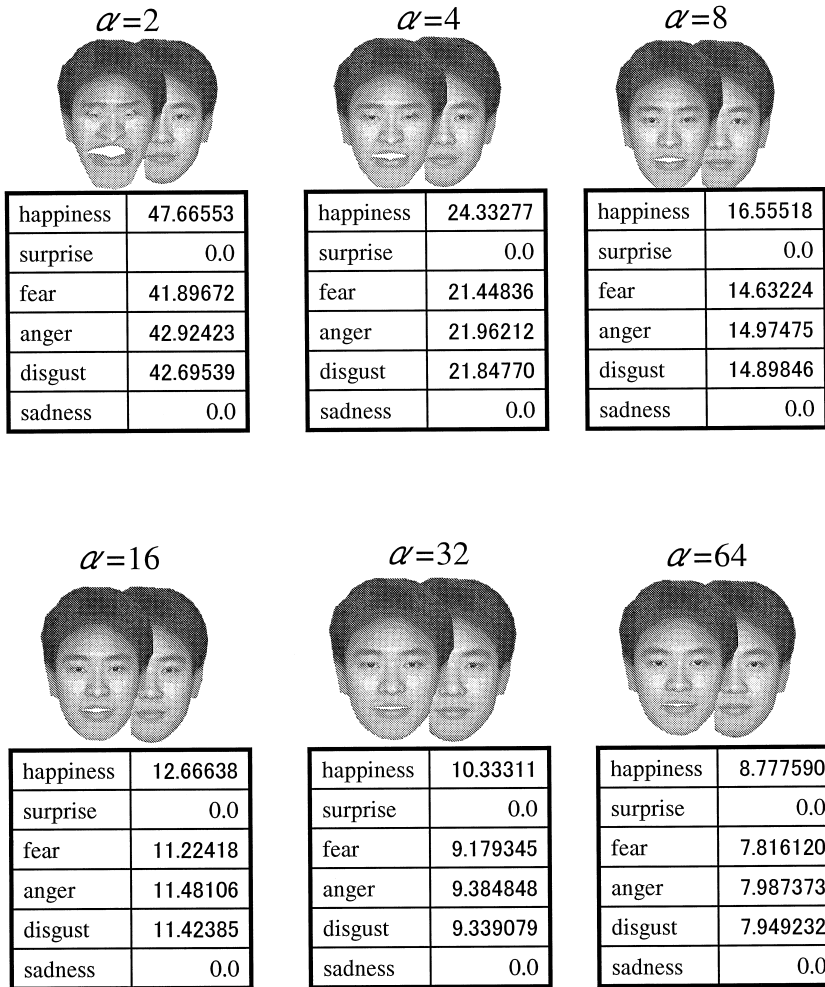 α=2
α=4
α=8
happiness 47.66553
surprise 0.0
fear 41.89672
anger 42.92423
disgust 42.69539
sadness 0.0
happiness 24.33277
surprise 0.0
fear 21.44836
anger 21.96212
disgust 21.84770
sadness 0.0
happiness 16.55518
surprise 0.0
fear 14.63224
anger 14.97475
disgust 14.89846
sadness 0.0
α=16
α=32
α=64
happiness 12.66638
surprise 0.0
fear 11.22418
anger 11.48106
disgust 11.42385
sadness 0.0
happiness 10.33311
surprise 0.0
fear 9.179345
anger 9.384848
disgust 9.339079
sadness 0.0
happiness 8.777590
surprise 0.0
fear 7.816120
anger 7.987373
disgust 7.949232
sadness 0.0